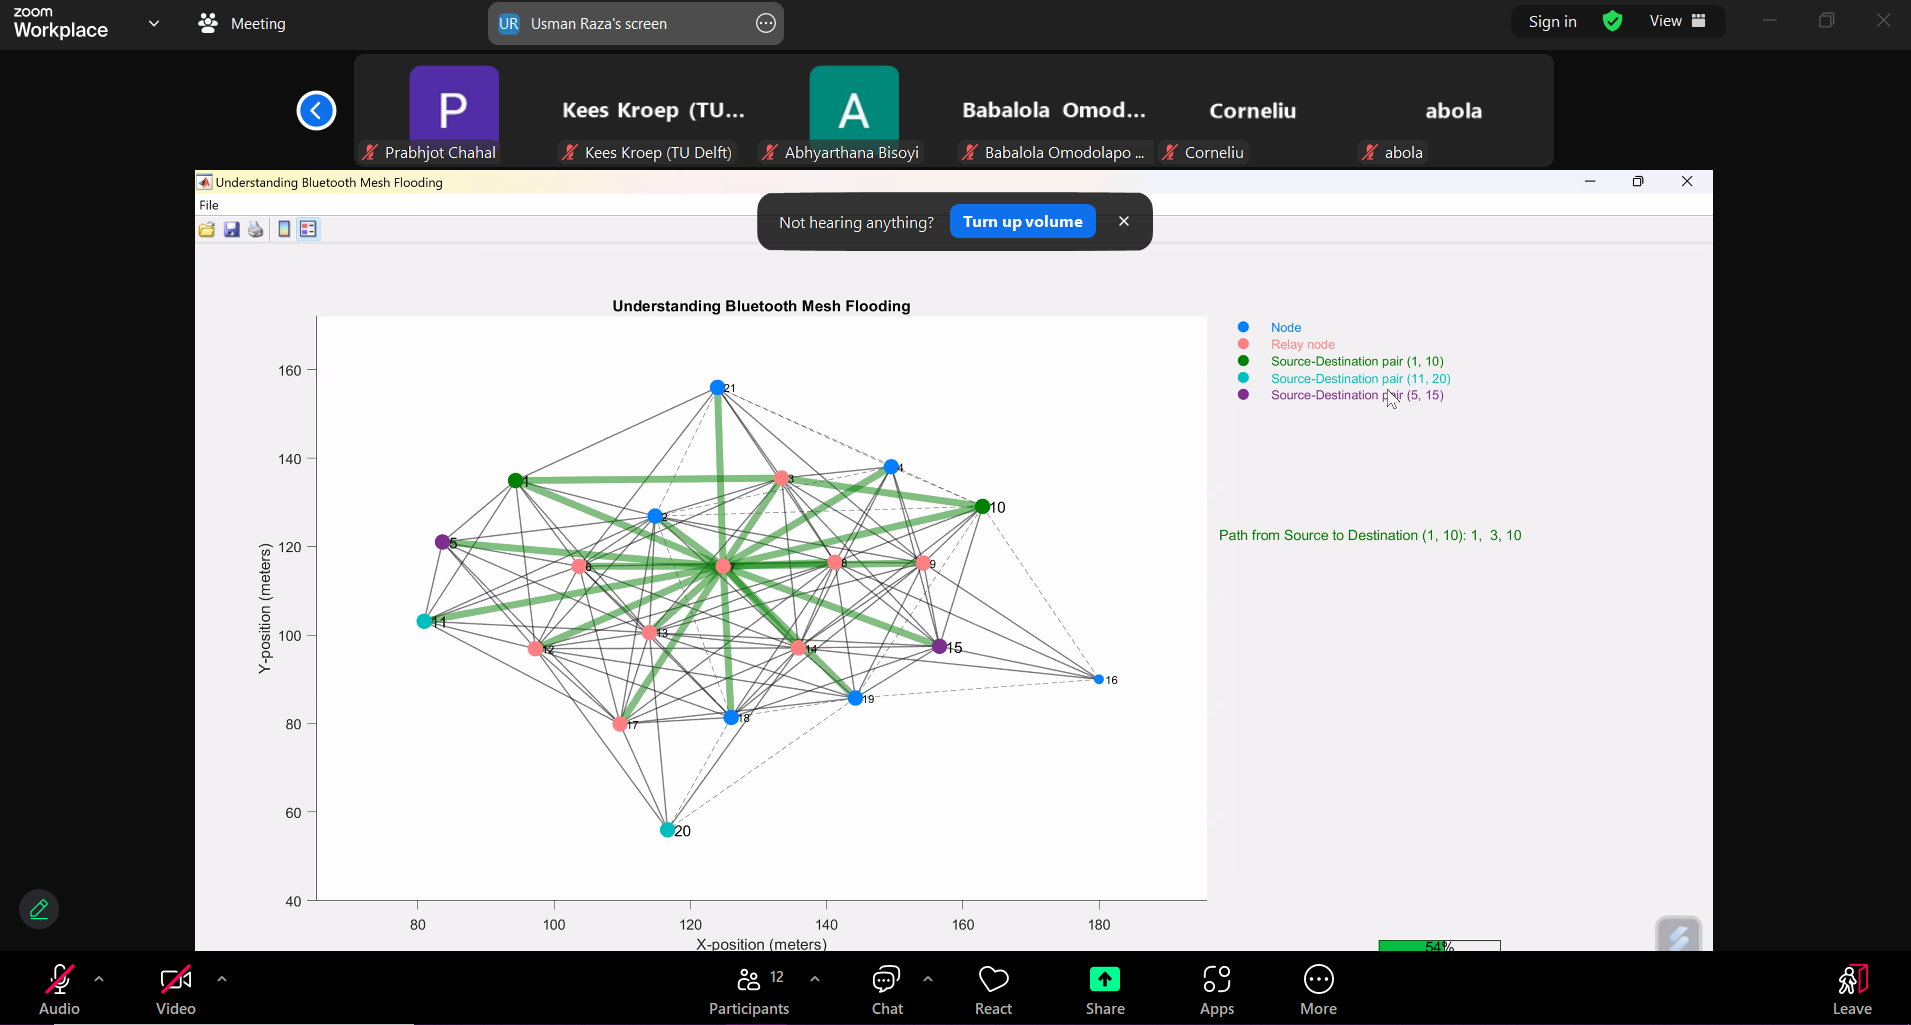 zoom
Workplace
Meeting
UR Usman Raza's screen
Sign in
View
P
Kees Kroep (TU...
A
Babalola Omod...
Corneliu
abola
Prabhjot Chahal
Kees Kroep (TU Delft)
Abhyarthana Bisoyi
Babalola Omodolapo ...
Corneliu
abola
Understanding Bluetooth Mesh Flooding
File
Not hearing anything?
Turn up volume
Understanding Bluetooth Mesh Flooding
Node
Relay node
Source-Destination pair (1, 10)
Source-Destination pair (11, 20)
Source-Destination pair (5, 15)
Path from Source to Destination (1, 10): 1, 3, 10
Y-position (meters)
160
140
120
100
80
60
40
21
4
3
1
10
2
5
6
7
8
9
11
13
12
14
15
16
19
18
17
20
80
100
120
140
160
180
X-position (meters)
54%
Audio
Video
12
Participants
Chat
React
Share
Apps
More
Leave